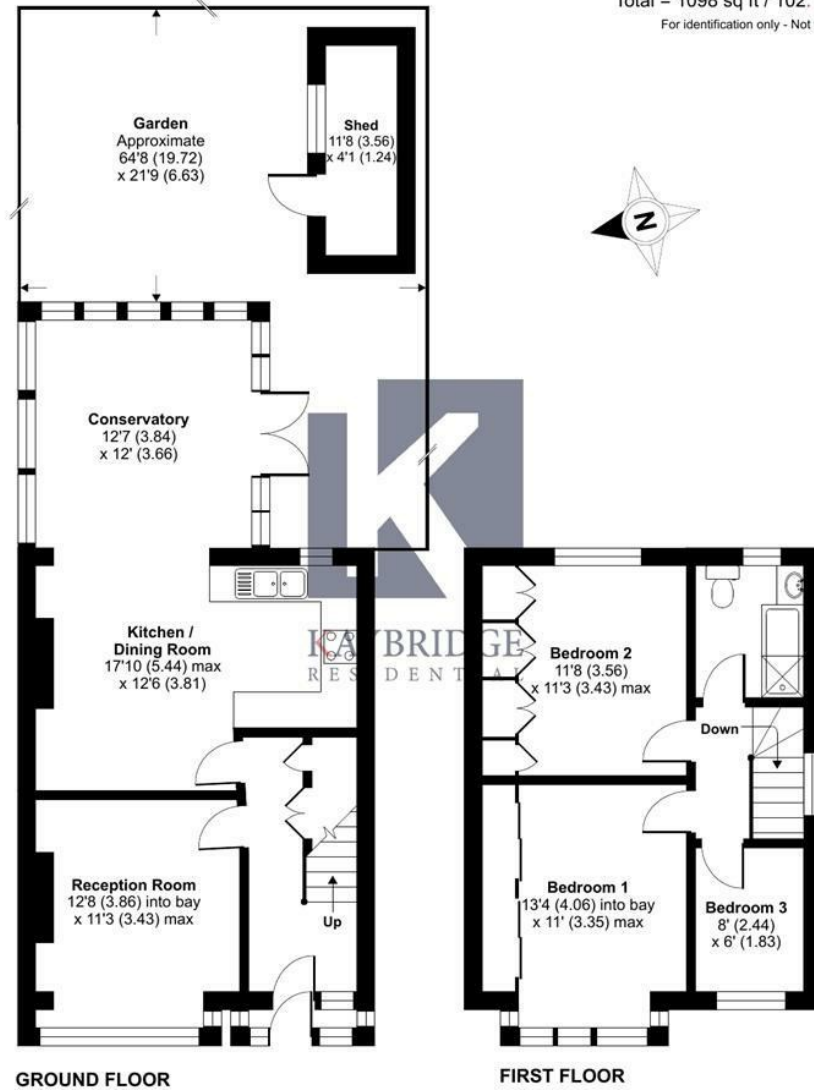 Total = 1098 sq ft / 102.
For identification only - Not
Garden
Approximate
64'8 (19.72)
x 21'9 (6.63)
Shed
11'8 (3.56)
x 4'1 (1.24)
N
Conservatory
12'7 (3.84)
x 12' (3.66)
Kitchen /
Dining Room
17'10 (5.44) max
x 12'6 (3.81)
KAYBRIDGE
RESIDENTIAL
Bedroom 2
11'8 (3.56)
x 11'3 (3.43) max
Down
Reception Room
12'8 (3.86) into bay
x 11'3 (3.43) max
Up
Bedroom 1
13'4 (4.06) into bay
x 11' (3.35) max
Bedroom 3
8' (2.44)
x 6' (1.83)
GROUND FLOOR
FIRST FLOOR